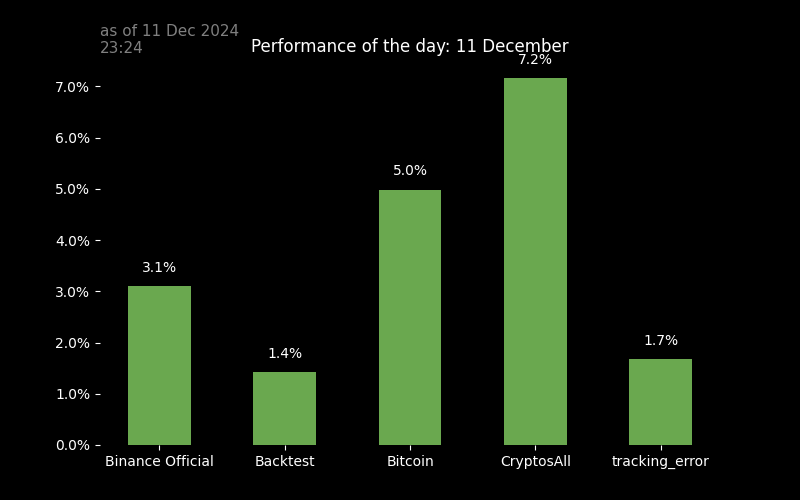 as of 11 Dec 2024
23:24
Performance of the day: 11 December
7.2%
7.0%
6.0%
5.0%
5.0%
4.0%
3.1%
3.0%
2.0%
1.7%
1.4%
1.0%
0.0%
Binance Official
Backtest
Bitcoin
CryptosAll
tracking_error